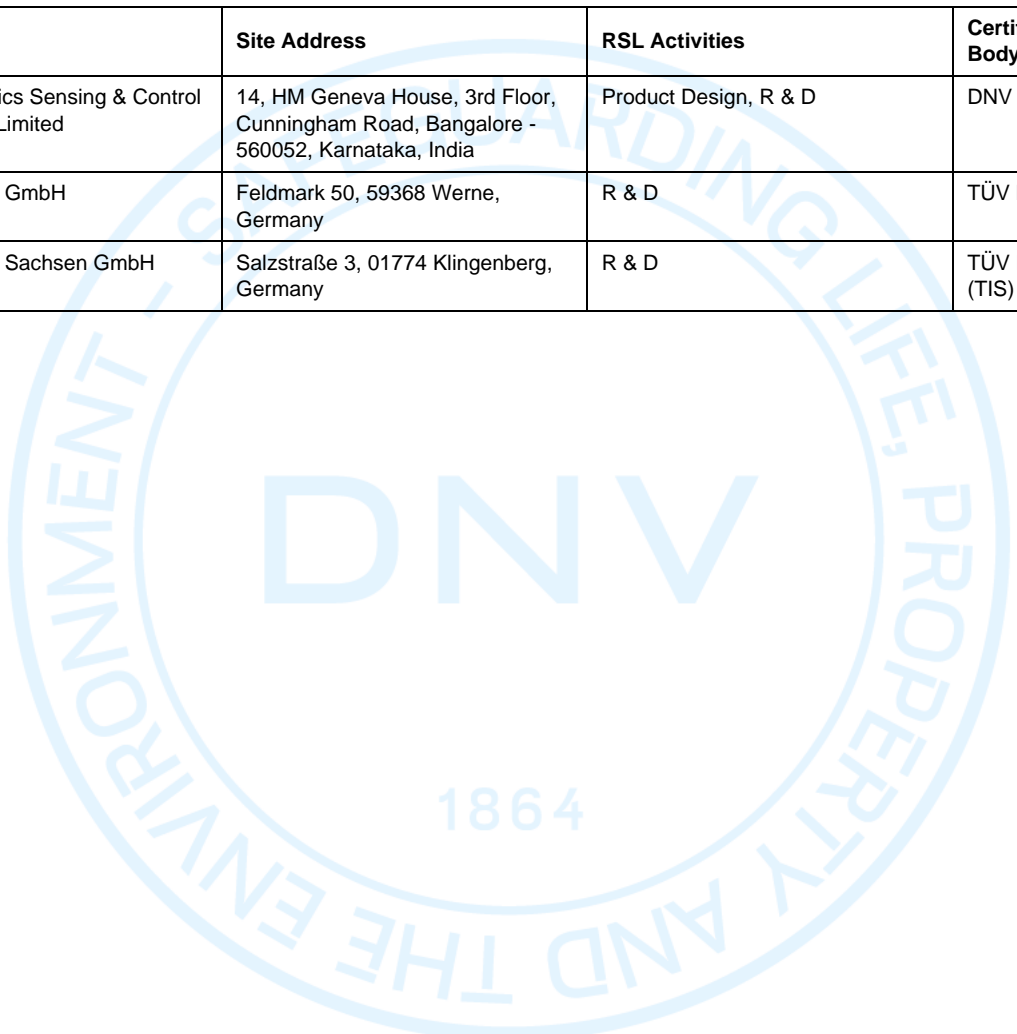 Site Address
RSL Activities
Body
ics Sensing & Control
Limited
14, HM Geneva House, 3rd Floor,
Cunningham Road, Bangalore -
560052, Karnataka, India
Product Design, R & D
DNV
GmbH
Feldmark 50, 59368 Werne,
Germany
R & D
TÜV
Sachsen GmbH
Salzstraße 3, 01774 Klingenberg,
Germany
R & D
TÜV
(TIS)
SAFEGUARDING LIFE, PROPERTY AND THE ENVIRONMENT -
DNV
1864